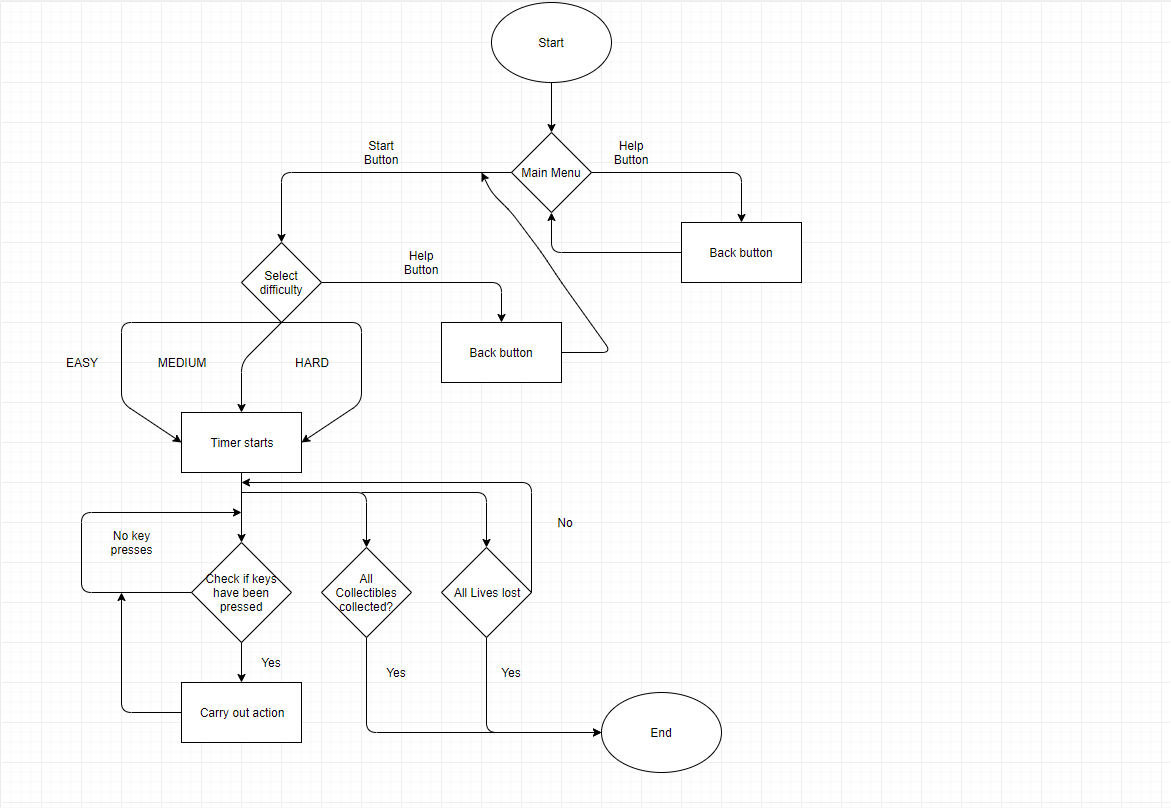 Start
Start
Button
Help
Button
Main Menu
Back button
Help
Button
Select
difficulty
Back button
EASY
MEDIUM
HARD
Timer starts
No
No key
presses
Check if keys
have been
pressed
All
Collectibles
collected?
All Lives lost
Yes
Yes
Yes
Carry out action
End